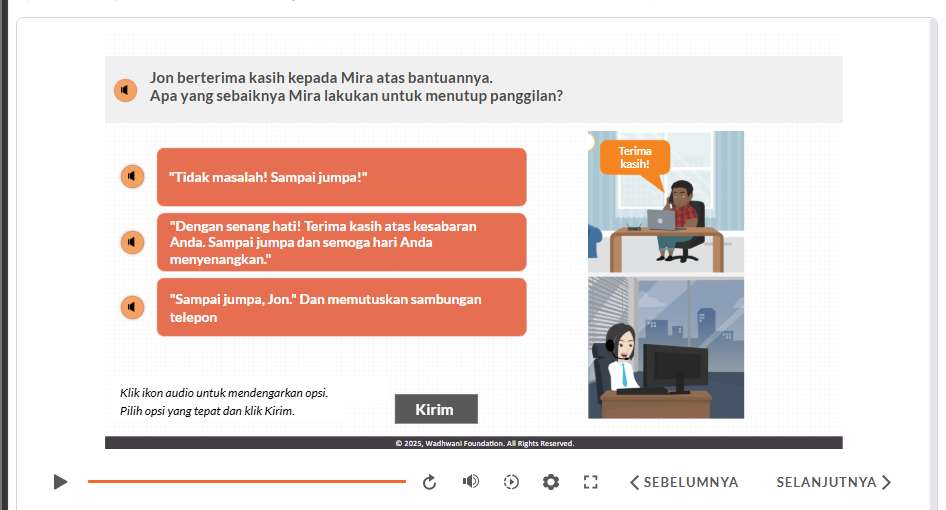 Jon berterima kasih kepada Mira atas bantuannya.
Apa yang sebaiknya Mira lakukan untuk menutup panggilan?
Terima
kasih!
"Tidak masalah! Sampai jumpa!"
"Dengan senang hati! Terima kasih atas kesabaran
Anda. Sampai jumpa dan semoga hari Anda
menyenangkan."
"Sampai jumpa, Jon." Dan memutuskan sambungan
telepon
Klik ikon audio untuk mendengarkan opsi.
Pilih opsi yang tepat dan klik Kirim.
Kirim
© 2025, Wadhwani Foundation. All Rights Reserved.
SEBELUMNYA
SELANJUTNYA